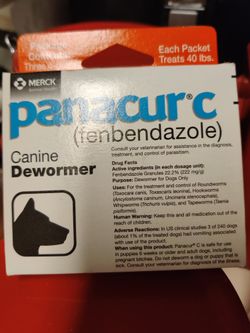 Package
Contents:
Three
Each Packet
Treats 40 lbs.
MERCK
Animal Health
panacur® c
(fenbendazole)
Canine
Dewormer
Consult your veterinarian for assistance in the diagnosis,
treatment, and control of parasitism.
Drug Facts
Active ingredient (in each dosage unit):
Fenbendazole Granules 22.2% (222 mg/g)
Purpose: Dewormer for Dogs Only
Uses: For the treatment and control of Roundworms
(Toxocara canis, Toxascaris leonina), Hookworms
(Ancylostoma caninum, Uncinaria stenocephala),
Whipworms (Trichuris vulpis), and Tapeworms (Taenia
pisiformis).
Human Warning: Keep this and all medication out of the
reach of children.
Adverse Reactions: In US clinical studies 3 of 240 dogs
(about 1% of the treated dogs) had vomiting associated
with use of the product.
When using this product: Panacur® C is safe for use
in puppies 6 weeks or older and adult dogs, including
pregnant bitches. Do not deworm a dog or puppy that is
sick. Consult your veterinarian for diagnosis of the illness.